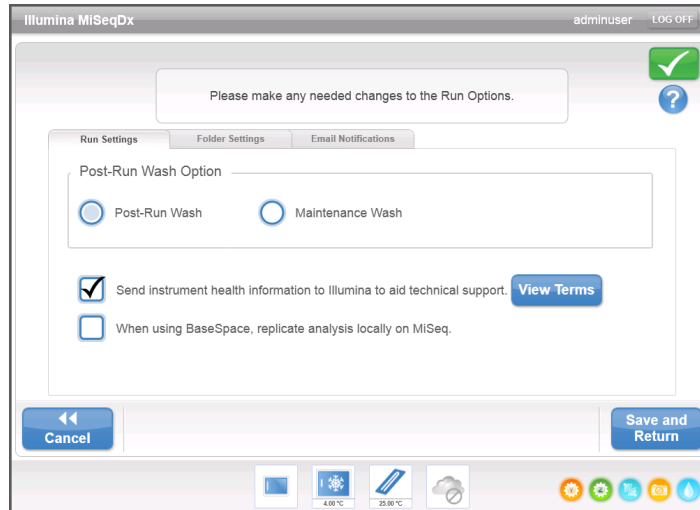 Illumina MiSeqDx
adminuser
LOG OFF
Please make any needed changes to the Run Options.
?
Run Settings
Folder Settings
Email Notifications
Post-Run Wash Option
Post-Run Wash
Maintenance Wash
Send instrument health information to Illumina to aid technical support.
View Terms
When using BaseSpace, replicate analysis locally on MiSeq.
Cancel
Save and
Return
4.00 °C
25.00 °C